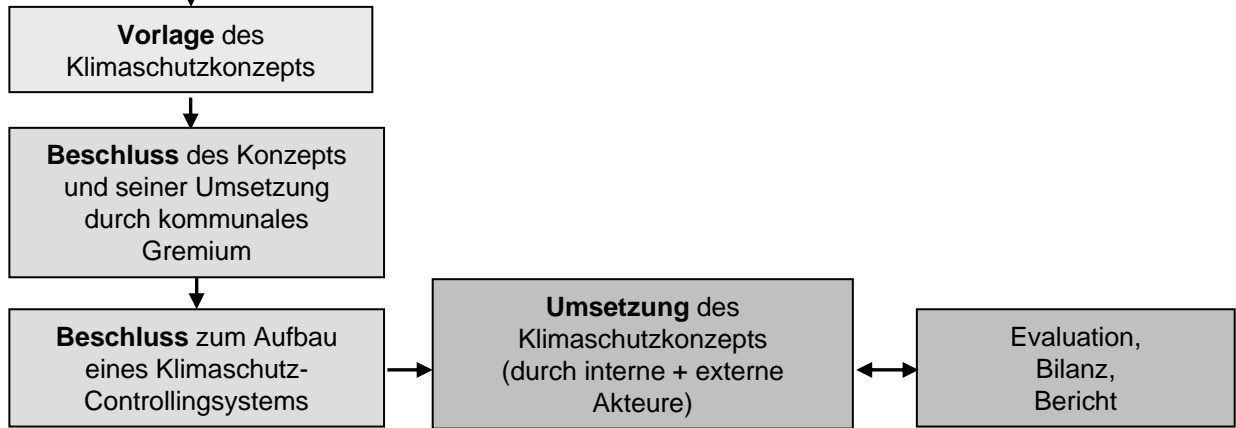 Vorlage des
Klimaschutzkonzepts
Beschluss des Konzepts
und seiner Umsetzung
durch kommunales
Gremium
Beschluss zum Aufbau
eines Klimaschutz-
Controllingsystems
Umsetzung des
Klimaschutzkonzepts
(durch interne + externe
Akteure)
Evaluation,
Bilanz,
Bericht